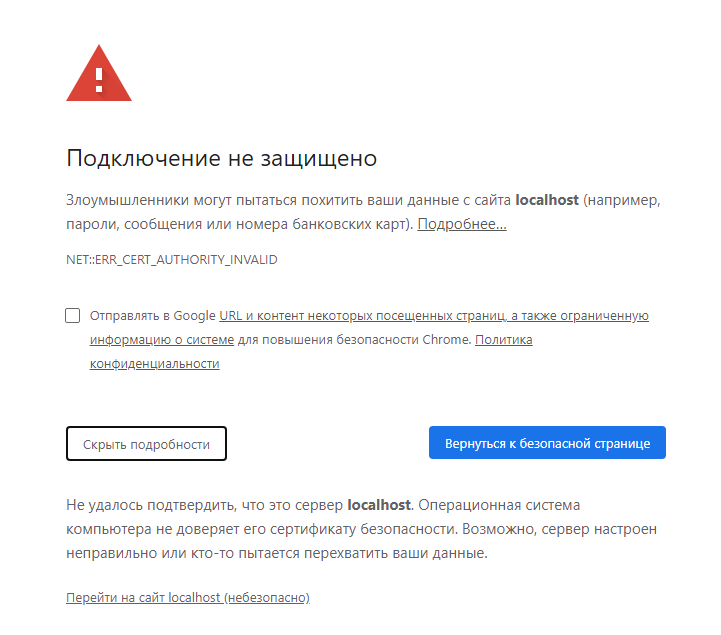 Подключение не защищено
Злоумышленники могут пытаться похитить ваши данные с сайта localhost (например,
пароли, сообщения или номера банковских карт). Подробнее...
NET::ERR_CERT_AUTHORITY_INVALID
Отправлять в Google URL и контент некоторых посещенных страниц, а также ограниченную
информацию о системе для повышения безопасности Chrome. Политика
конфиденциальности
Скрыть подробности
Вернуться к безопасной странице
Не удалось подтвердить, что это сервер localhost. Операционная система
компьютера не доверяет его сертификату безопасности. Возможно, сервер настроен
неправильно или кто-то пытается перехватить ваши данные.
Перейти на сайт localhost (небезопасно)